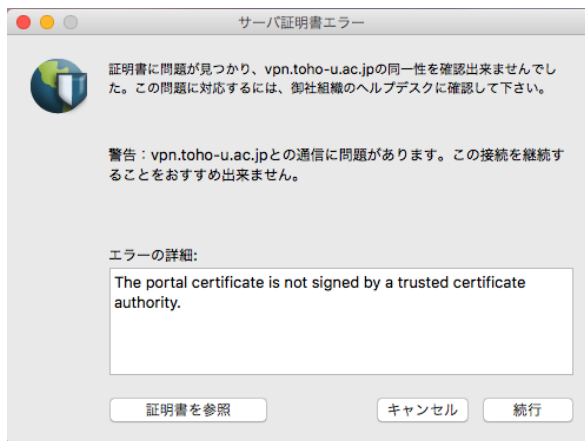 サーバ証明書エラー
証明書に問題が見つかり、vpn.toho-u.ac.jpの同一性を確認出来ませんでし
た。この問題に対応するには、御社組織のヘルプデスクに確認して下さい。
警告：vpn.toho-u.ac.jpとの通信に問題があります。この接続を継続す
ることをおすすめ出来ません。
エラーの詳細:
The portal certificate is not signed by a trusted certificate
authority.
証明書を参照
キャンセル
続行